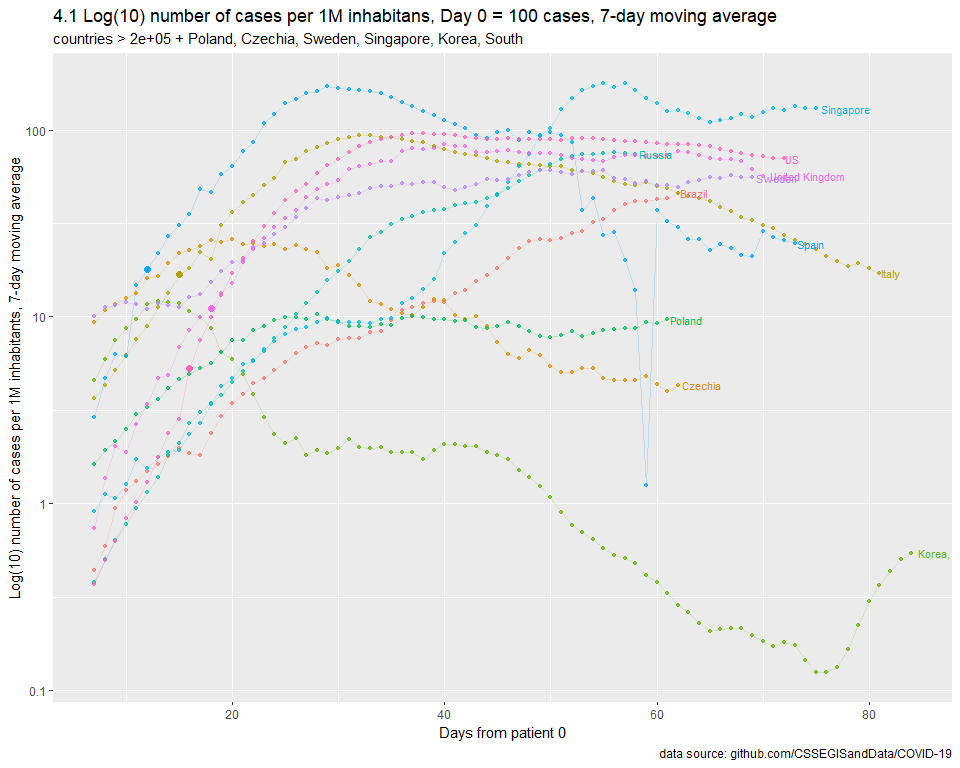 4.1 Log(10) number of cases per 1M inhabitans, Day 0 = 100 cases, 7-day moving average
countries > 2e+05 + Poland, Czechia, Sweden, Singapore, Korea, South
Log(10) number of cases per 1M inhabitants, 7-day moving average
100
10
1
0.1
Singapore
Russia
US
United Kingdom
Sweden
Brazil
Spain
Italy
Poland
Czechia
Korea,
20
40
60
80
Days from patient 0
data source: github.com/CSSEGISandData/COVID-19